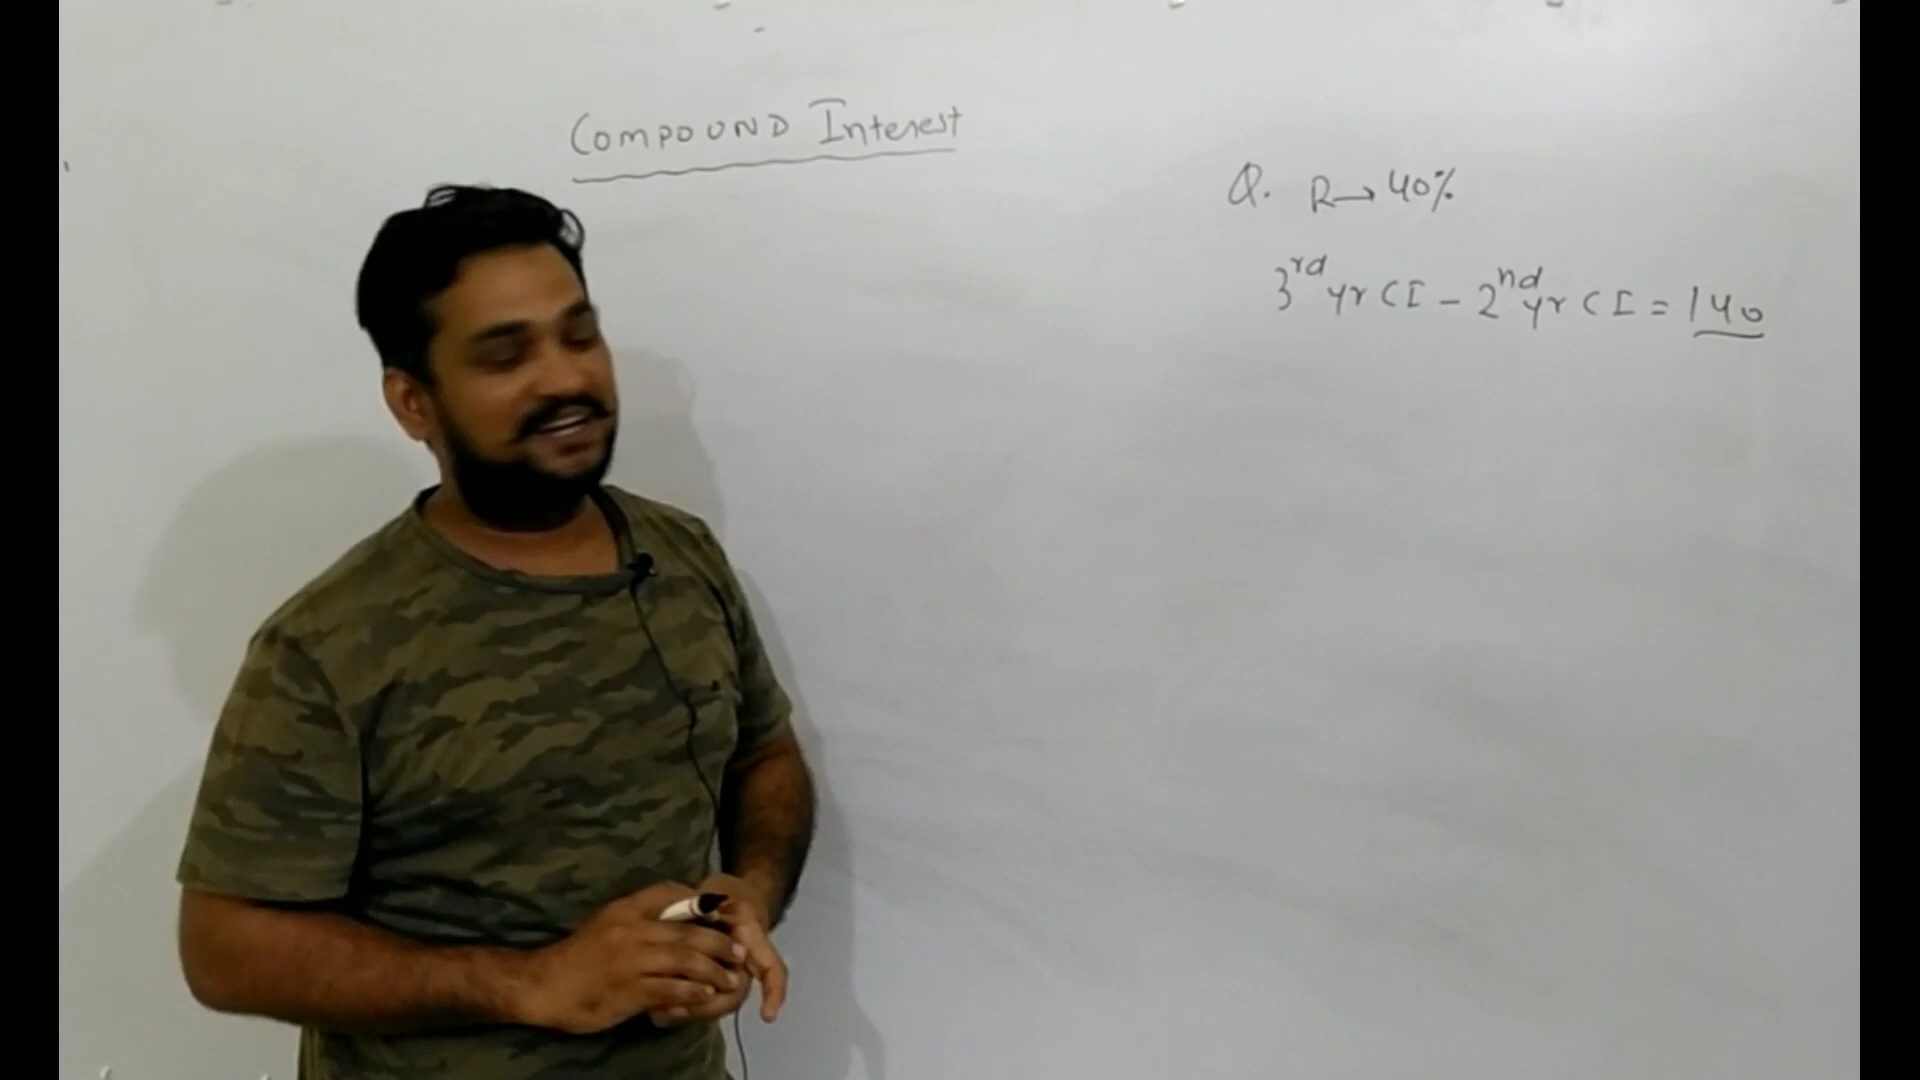 COMPOUND Interest
Q. R→40%
3rd yr CI - 2nd yr CI = 140